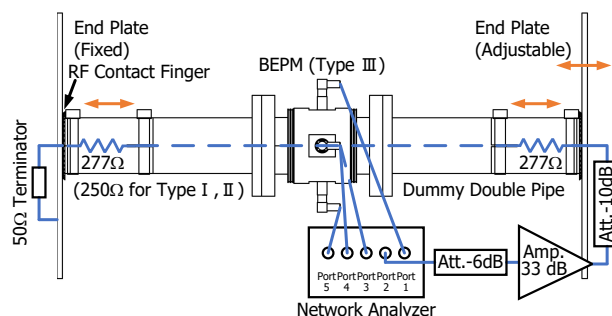 End Plate
(Fixed)
RF Contact Finger
BEPM (Type Ⅲ)
End Plate
(Adjustable)
277Ω
(250Ω for Type Ⅰ, Ⅱ)
277Ω
Dummy Double Pipe
50Ω Terminator
Att.-10dB
Att.-6dB
Amp.
33 dB
Port Port Port Port Port
5 4 3 2 1
Network Analyzer